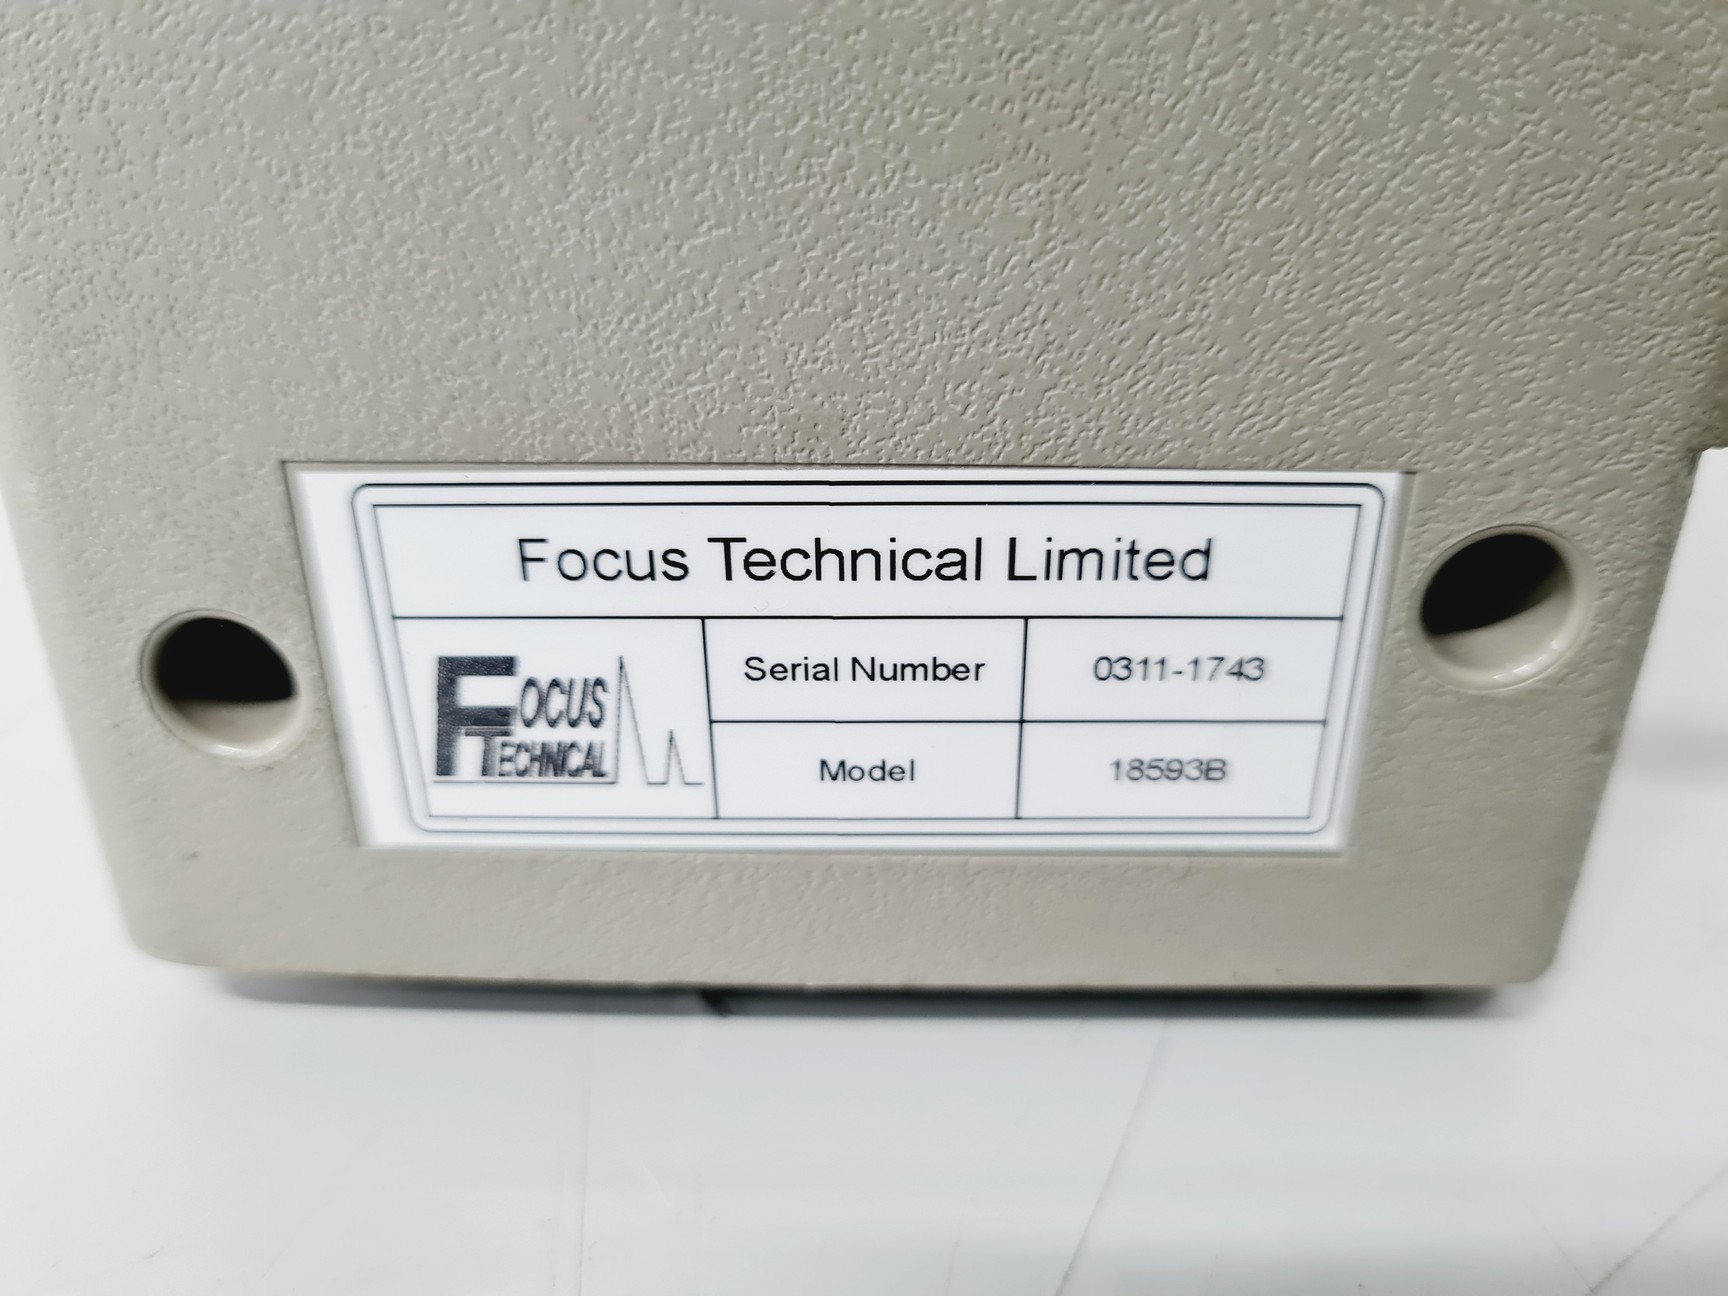 Focus Technical Limited
FOCUS
TECHNICAL
Serial Number 0311-1743
Model 18593B